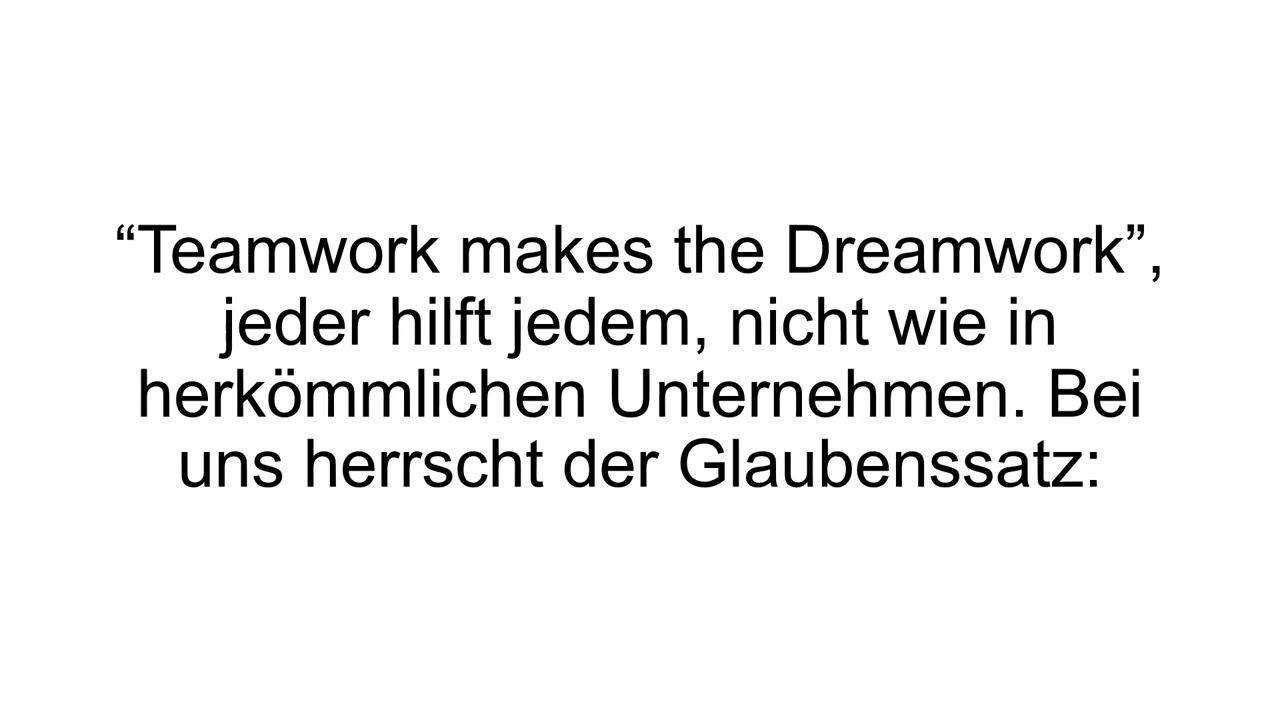 “Teamwork makes the Dreamwork”,
jeder hilft jedem, nicht wie in
herkömmlichen Unternehmen. Bei
uns herrscht der Glaubenssatz: